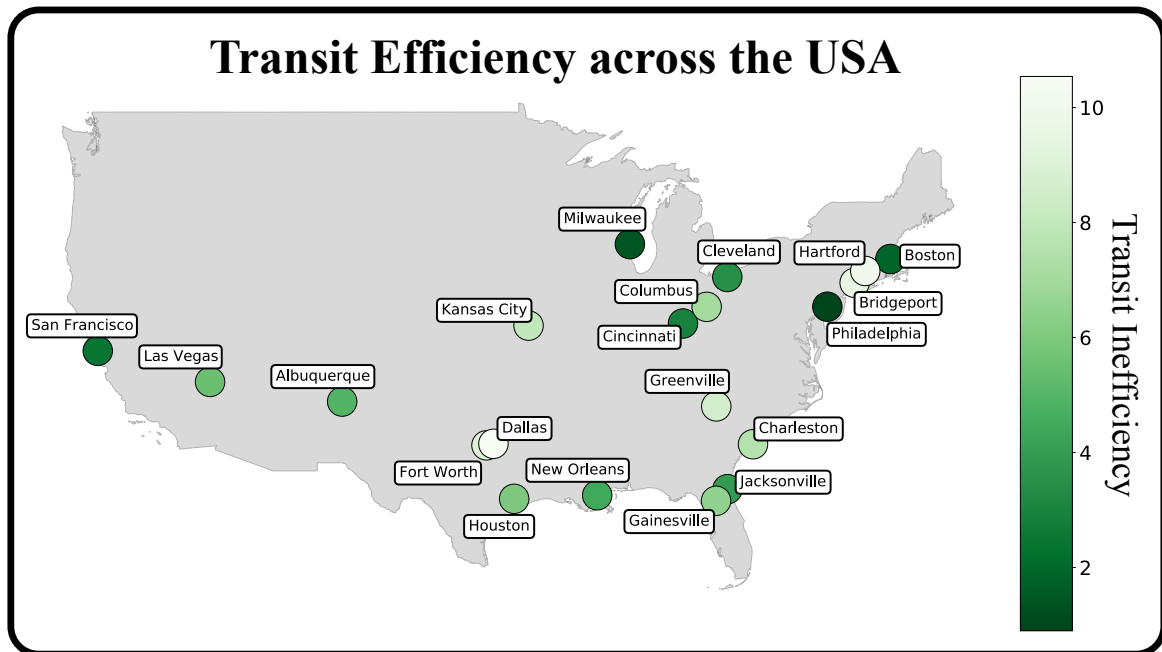 Transit Efficiency across the USA
Milwaukee
Cleveland
Hartford
Boston
Columbus
Kansas City
Bridgeport
San Francisco
Cincinnati
Philadelphia
Las Vegas
Albuquerque
Greenville
Dallas
Charleston
Fort Worth
New Orleans
Jacksonville
Houston
Gainesville
10
8
6
4
2
Transit Inefficiency